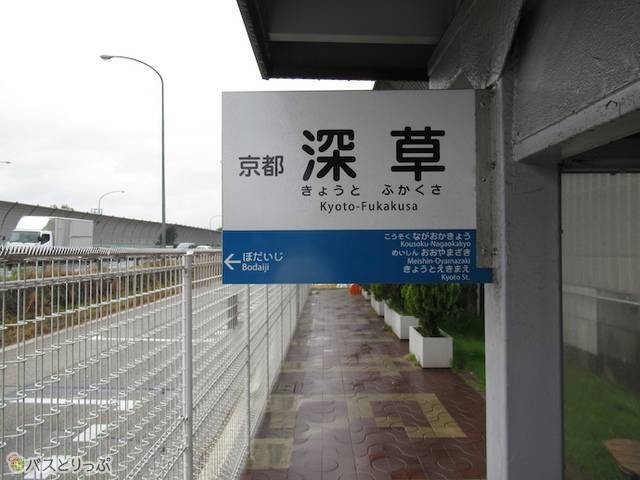 京都 深草
きょうと ふかくさ
Kyoto-Fukakusa
←ぼだいじ
Bodaiji
こうそく ながおかきょう
Kousoku-Nagaokakyo
めいしん おおやまざき
Meishin-Oyamazaki
きょうとえきまえ
Kyoto St.
バスとりっぷ